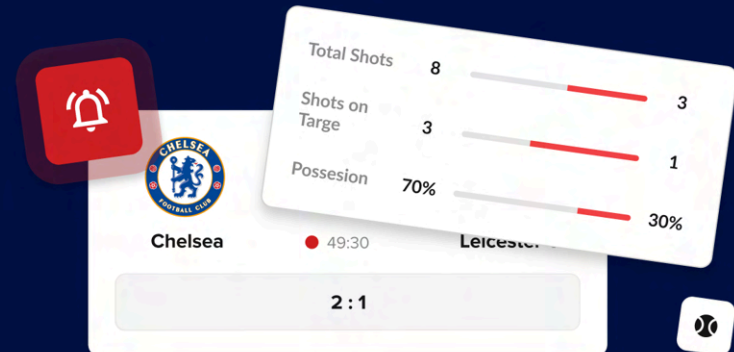 Total Shots 8 3
Shots on
Targe 3 1
Possesion 70% 30%
CHELSEA
FOOTBALL CLUB
Chelsea 49:30 Leicester
2 : 1